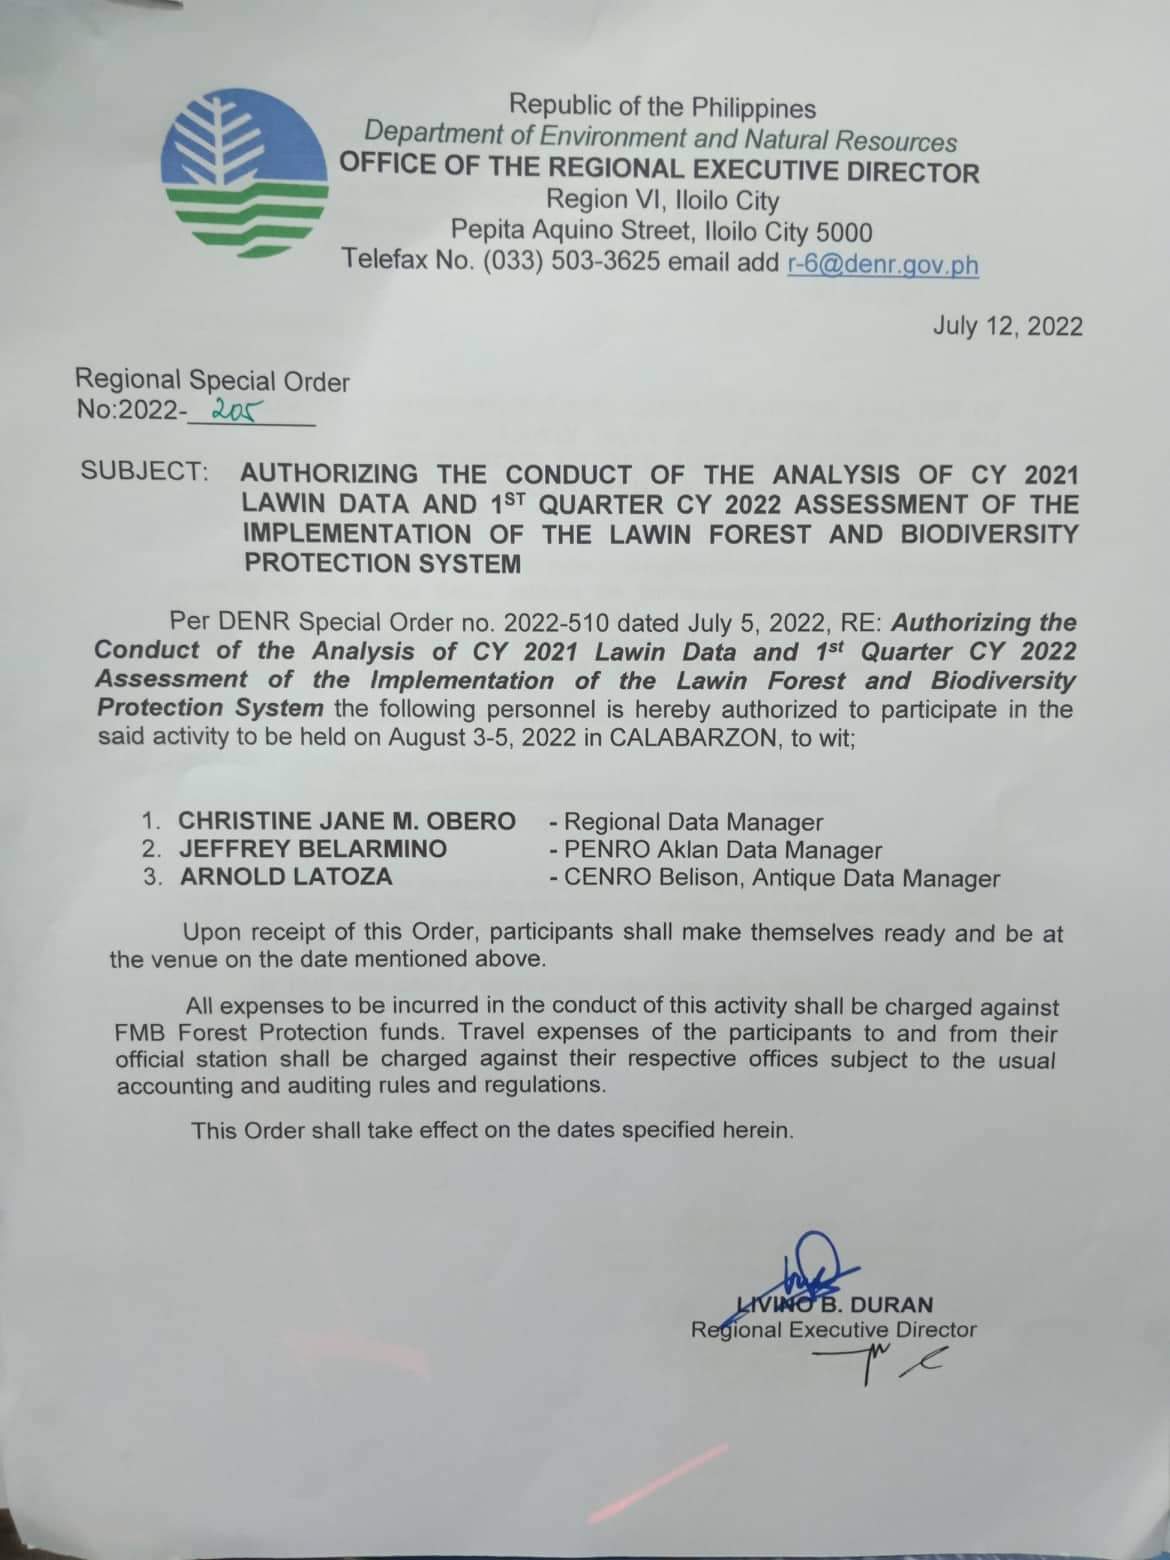 Republic of the Philippines
Department of Environment and Natural Resources
OFFICE OF THE REGIONAL EXECUTIVE DIRECTOR
Region VI, Iloilo City
Pepita Aquino Street, Iloilo City 5000
Telefax No. (033) 503-3625 email add r-6@denr.gov.ph
July 12, 2022
Regional Special Order
No:2022- 205
SUBJECT: AUTHORIZING THE CONDUCT OF THE ANALYSIS OF CY 2021
LAWIN DATA AND 1ST QUARTER CY 2022 ASSESSMENT OF THE
IMPLEMENTATION OF THE LAWIN FOREST AND BIODIVERSITY
PROTECTION SYSTEM
Per DENR Special Order no. 2022-510 dated July 5, 2022, RE: Authorizing the
Conduct of the Analysis of CY 2021 Lawin Data and 1st Quarter CY 2022
Assessment of the Implementation of the Lawin Forest and Biodiversity
Protection System the following personnel is hereby authorized to participate in the
said activity to be held on August 3-5, 2022 in CALABARZON, to wit;
1. CHRISTINE JANE M. OBERO - Regional Data Manager
2. JEFFREY BELARMINO - PENRO Aklan Data Manager
3. ARNOLD LATOZA - CENRO Belison, Antique Data Manager
Upon receipt of this Order, participants shall make themselves ready and be at
the venue on the date mentioned above.
All expenses to be incurred in the conduct of this activity shall be charged against
FMB Forest Protection funds. Travel expenses of the participants to and from their
official station shall be charged against their respective offices subject to the usual
accounting and auditing rules and regulations.
This Order shall take effect on the dates specified herein.
LIVINO B. DURAN
Regional Executive Director